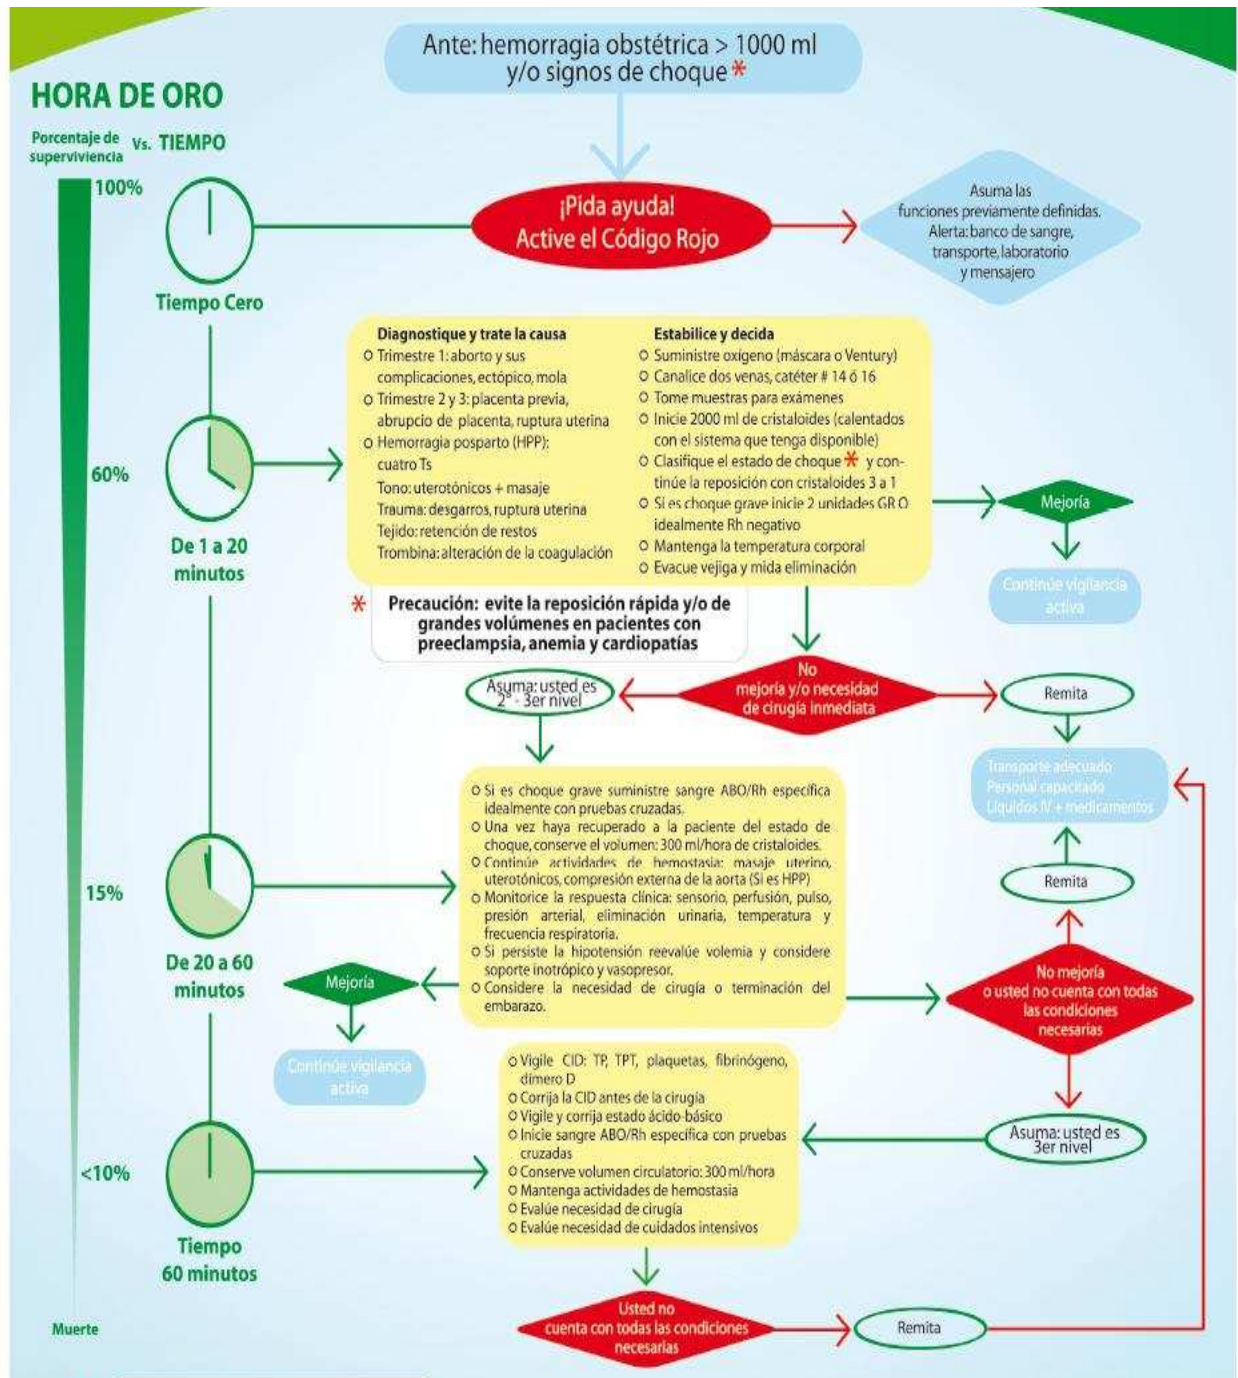 Ante: hemorragia obstétrica > 1000 ml
y/o signos de choque *
HORA DE ORO
Porcentaje de
superviviencia
Vs. TIEMPO
100%
¡Pida ayuda!
Active el Código Rojo
Asuma las
funciones previamente definidas.
Alerta: banco de sangre,
transporte, laboratorio
y mensajero
Tiempo Cero
Diagnostique y trate la causa
Trimestre 1: aborto y sus
complicaciones, ectópico, mola
Trimestre 2 y 3: placenta previa,
abrupcio de placenta, ruptura uterina
Hemorragia posparto (HPP):
cuatro Ts
Tono: uterotónicos + masaje
Trauma: desgarros, ruptura uterina
Tejido: retención de restos
Trombina: alteración de la coagulación
Estabilice y decida
Suministre oxígeno (máscara o Ventury)
Canalice dos venas, catéter # 14 ó 16
Tome muestras para exámenes
Inicie 2000 ml de cristaloides (calentados
con el sistema que tenga disponible)
Clasifique el estado de choque * y con-
tinúe la reposición con cristaloides 3 a 1
Si es choque grave inicie 2 unidades GR O
idealmente Rh negativo
Mantenga la temperatura corporal
Evacue vejiga y mida eliminación
60%
De 1 a 20
minutos
Mejoría
Continúe vigilancia
activa
* Precaución: evite la reposición rápida y/o de
grandes volúmenes en pacientes con
preeclampsia, anemia y cardiopatías
Asuma: usted es
2° - 3er nivel
No
mejoría y/o necesidad
de cirugía inmediata
Remita
Transporte adecuado
Personal capacitado
Líquidos IV + medicamentos
Si es choque grave suministre sangre ABO/Rh específica
idealmente con pruebas cruzadas.
Una vez haya recuperado a la paciente del estado de
choque, conserve el volumen: 300 ml/hora de cristaloides.
Continúe actividades de hemostasia: masaje uterino,
uterotónicos, compresión externa de la aorta (Si es HPP)
Monitorice la respuesta clínica: sensorio, perfusión, pulso,
presión arterial, eliminación urinaria, temperatura y
frecuencia respiratoria.
Si persiste la hipotensión reevalúe volemia y considere
soporte inotrópico y vasopresor.
Considere la necesidad de cirugía o terminación del
embarazo.
15%
De 20 a 60
minutos
Mejoría
Continúe vigilancia
activa
Remita
No mejoría
o usted no cuenta con todas
las condiciones
necesarias
Asuma: usted es
3er nivel
Vigile CID: TP, TPT, plaquetas, fibrinógeno,
dímero D
Corrija la CID antes de la cirugía
Vigile y corrija estado ácido-básico
Inicie sangre ABO/Rh específica con pruebas
cruzadas
Conserve volumen circulatorio: 300 ml/hora
Mantenga actividades de hemostasia
Evalúe necesidad de cirugía
Evalúe necesidad de cuidados intensivos
<10%
Tiempo
60 minutos
Usted no
cuenta con todas las condiciones
necesarias
Remita
Muerte